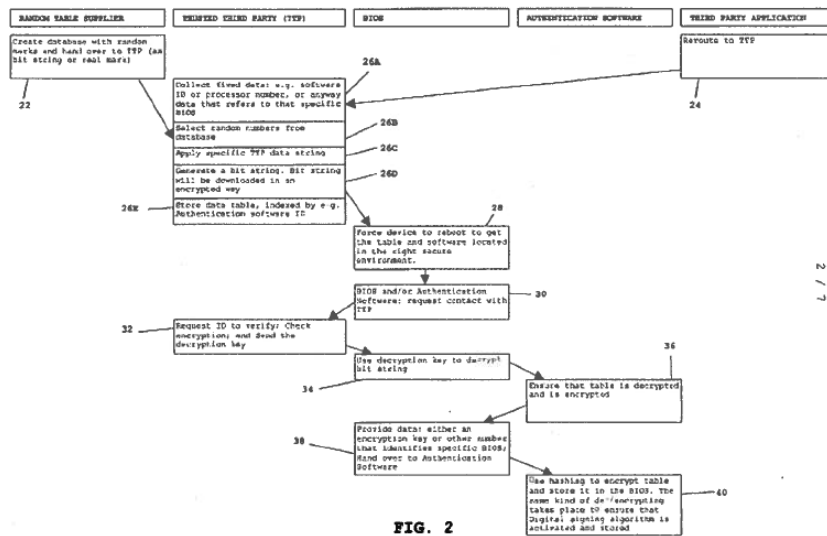 RANDOM TABLE SUPPLIER
TRUSTED THIRD PARTY (TTP)
BIOS
AUTHENTICATION SOFTWARE
THIRD PARTY APPLICATION
Create database with random
marks and hand over to TTP (as
bit string or real mark)
22
Reroute to TTP
24
Collect fixed data: e.g. software
ID or processor number, or anyway
data that refers to that specific
BIOS
26A
Select random numbers from
database
26B
Apply specific TTP data string
26C
Generate a bit string. Bit string
will be downloaded in an
encrypted way
26D
Store data table, indexed by e.g.
Authentication software ID
26E
Force device to reboot to get
the table and software located
in the right secure
environment.
28
BIOS and/or Authentication
Software: request contact with
TTP
30
Request ID to verify; Check
encryption; and Send the
decryption key
32
Use decryption key to decrypt
bit string
34
Ensure that table is decrypted
and is encrypted
36
Provide data: either an
encryption key or other number
that identifies specific BIOS;
Hand over to Authentication
Software
38
Use hashing to encrypt table
and store it in the BIOS. The
same kind of de-/encrypting
takes place to ensure that
Digital signing algorithm is
activated and stored
40
2 / 7
FIG. 2